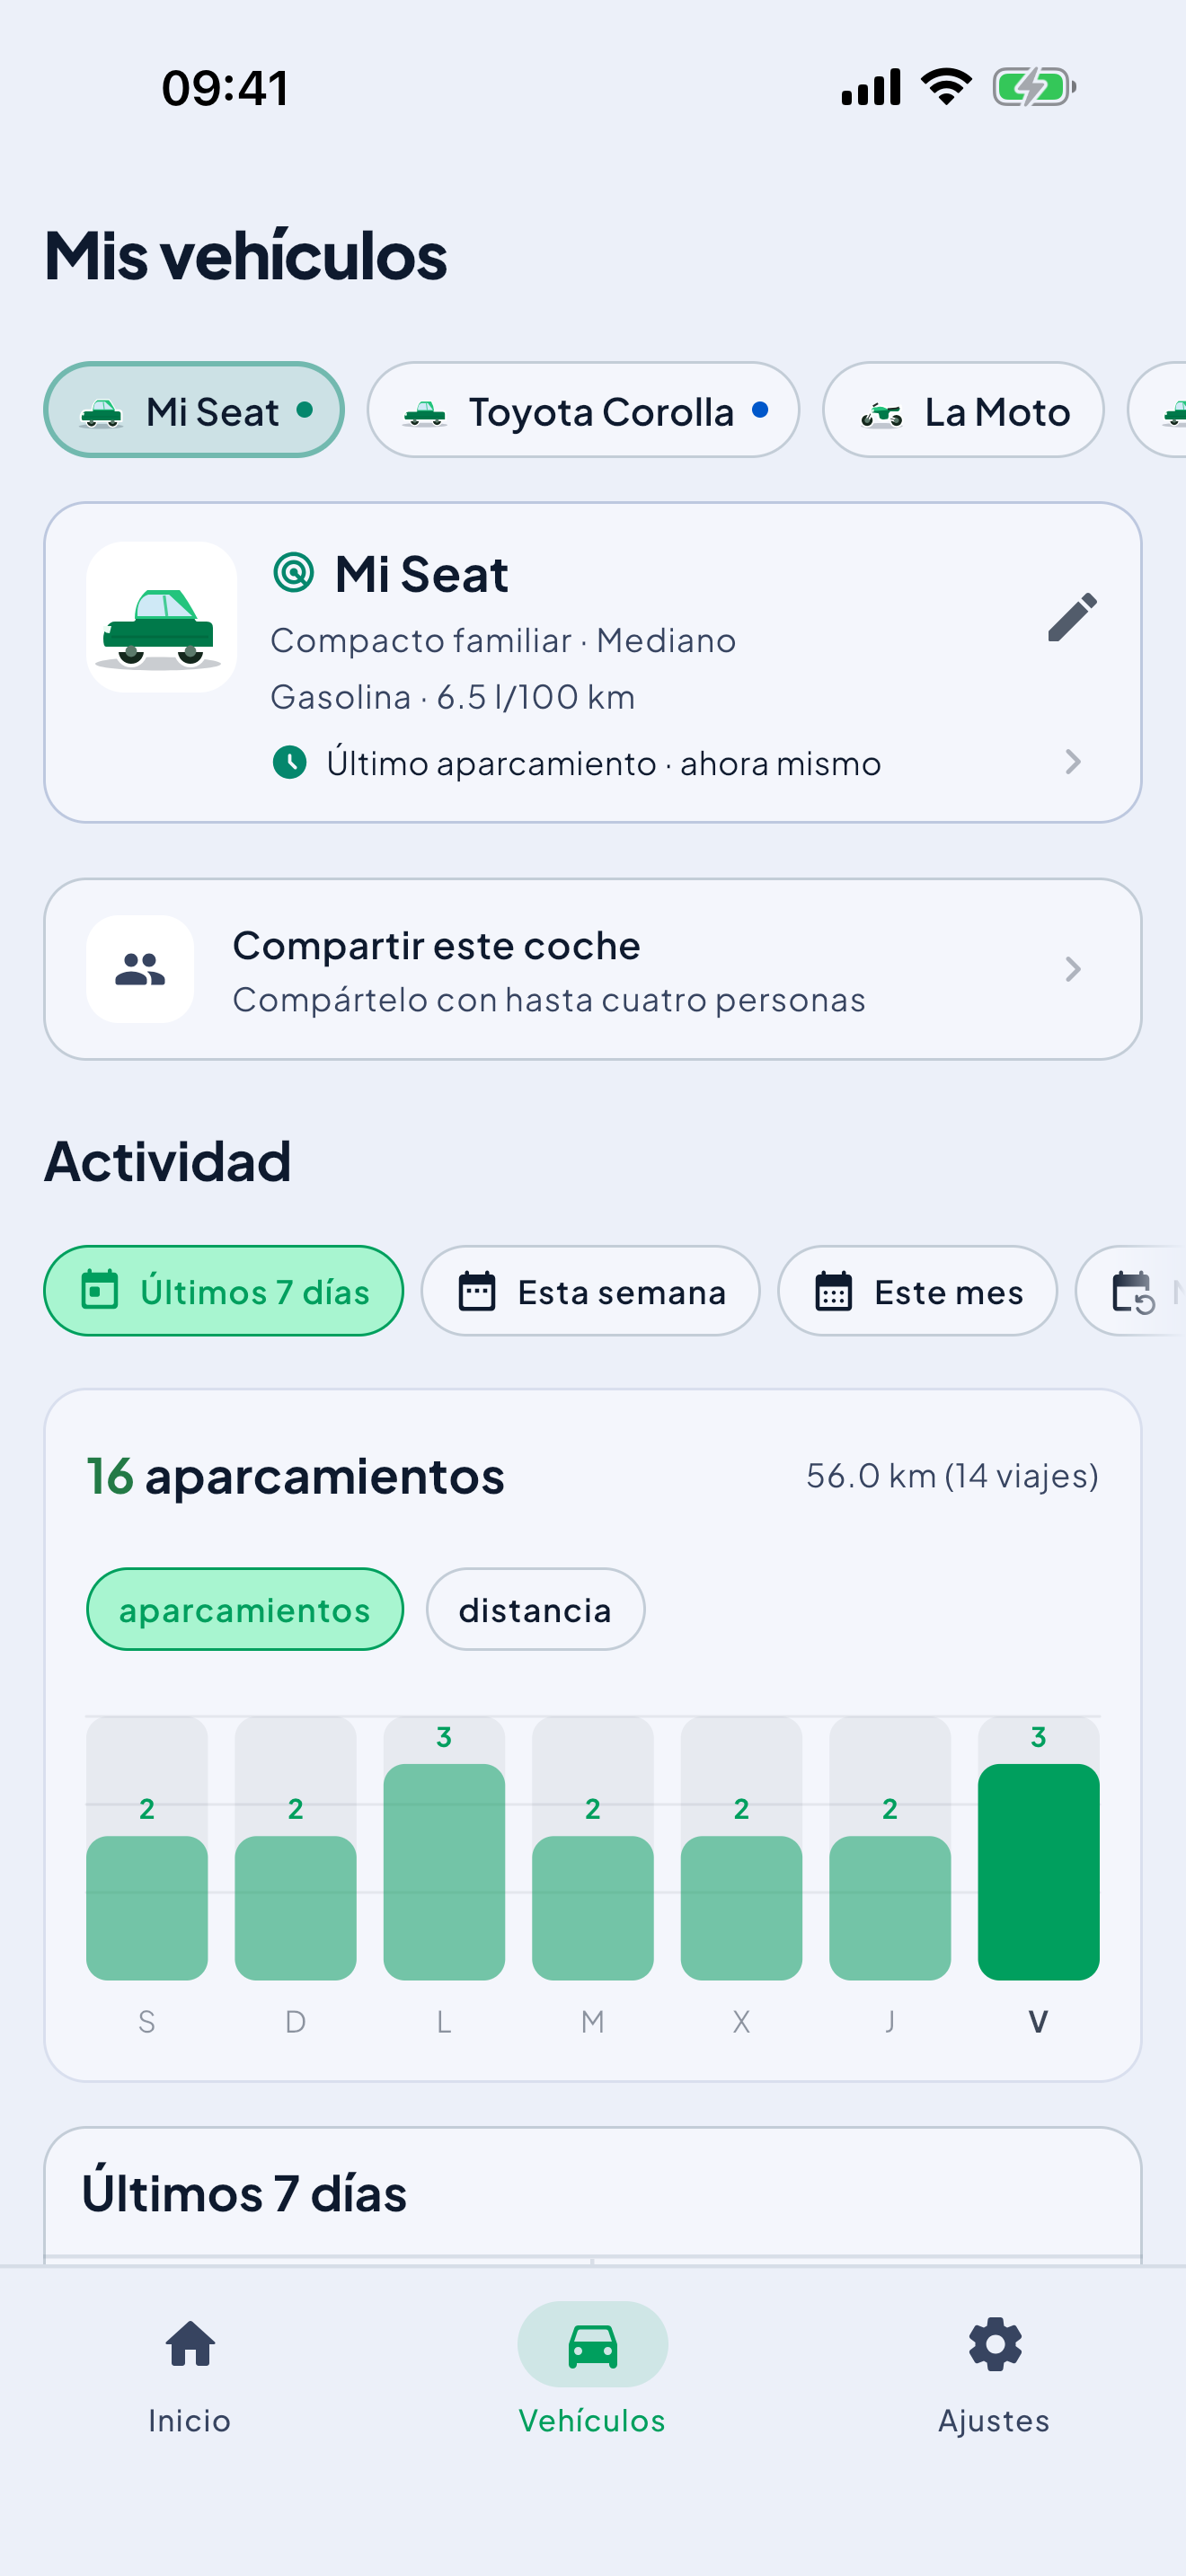 09:41
Mis vehículos
Mi Seat
Toyota Corolla
La Moto
Mi Seat
Compacto familiar · Mediano
Gasolina · 6.5 l/100 km
Último aparcamiento · ahora mismo
Compartir este coche
Compártelo con hasta cuatro personas
Actividad
Últimos 7 días
Esta semana
Este mes
16 aparcamientos
56.0 km (14 viajes)
aparcamientos
distancia
2 2 3 2 2 2 3
S D L M X J V
Últimos 7 días
Inicio
Vehículos
Ajustes